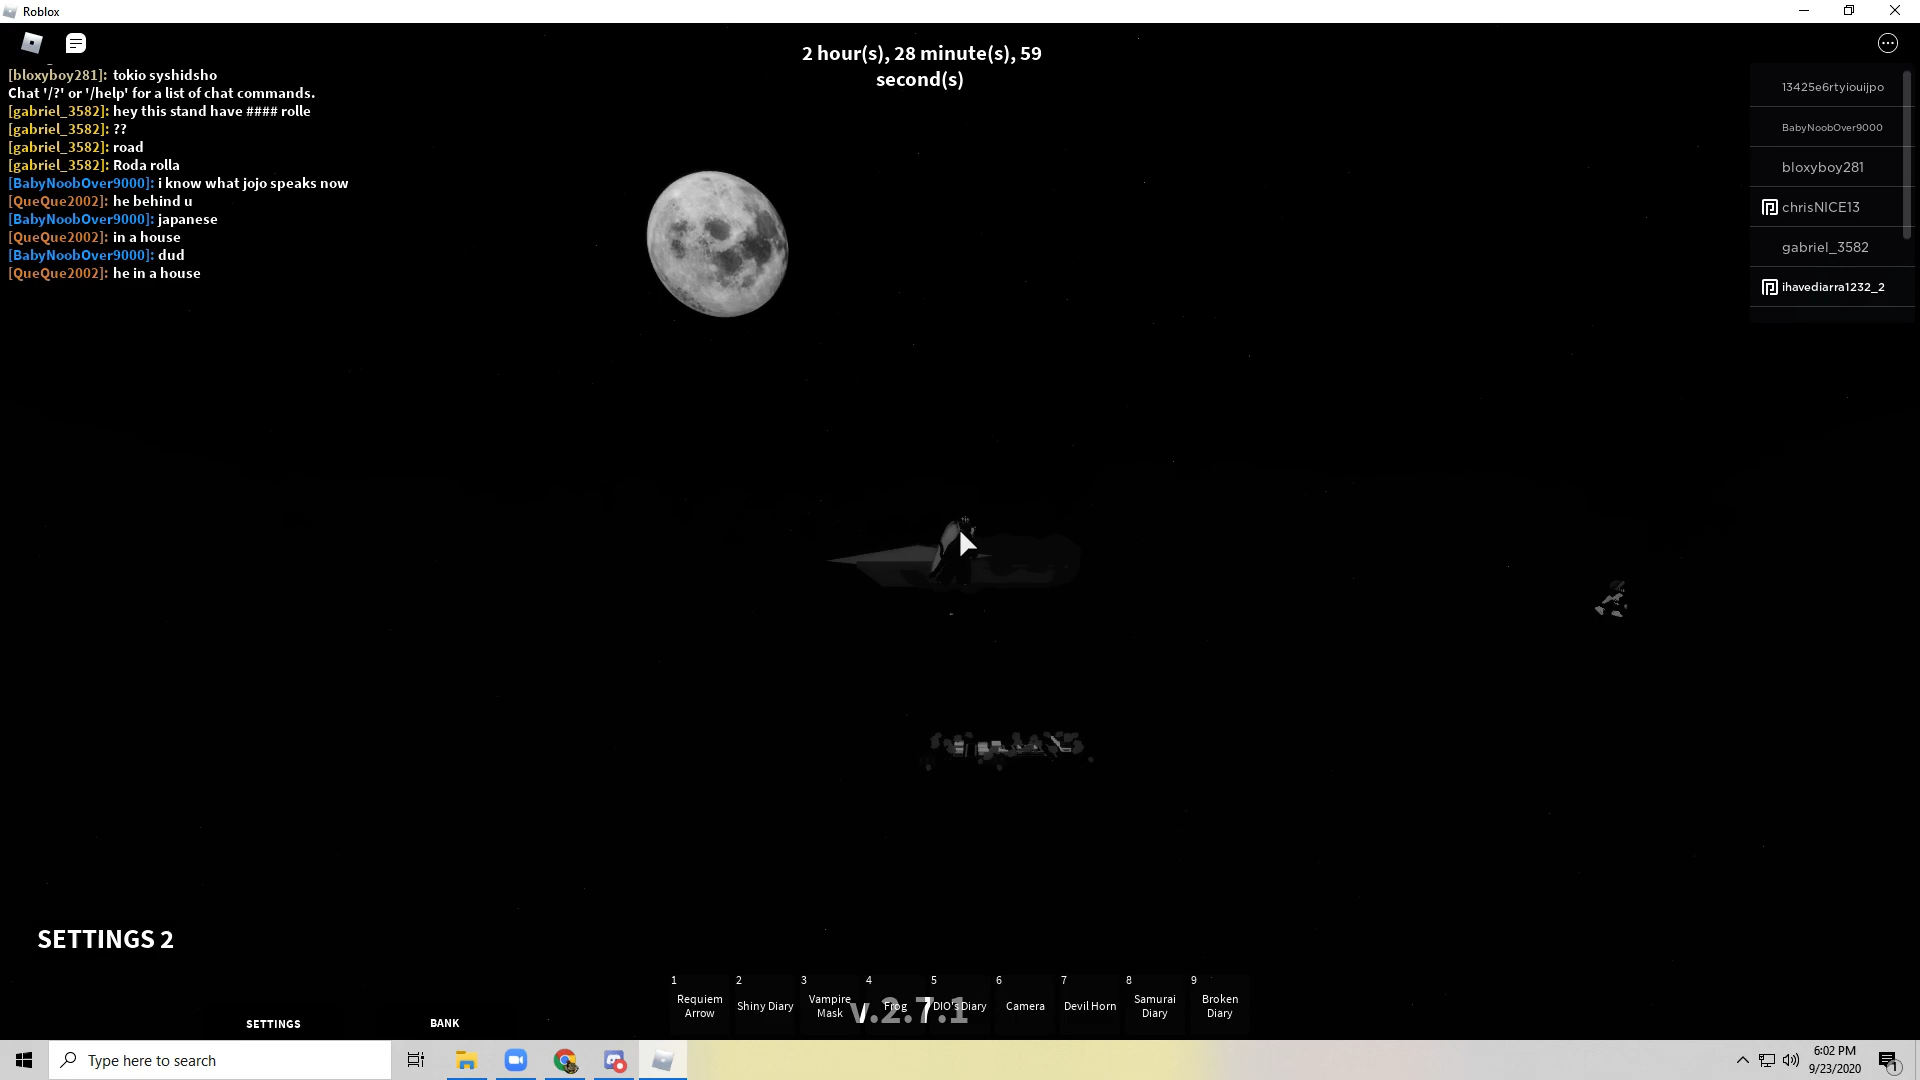 Roblox
2 hour(s), 28 minute(s), 59
second(s)
[bloxyboy281]: tokio syshidsho
Chat '/?' or '/help' for a list of chat commands.
[gabriel_3582]: hey this stand have #### rolle
[gabriel_3582]: ??
[gabriel_3582]: road
[gabriel_3582]: Roda rolla
[BabyNoobOver9000]: i know what jojo speaks now
[QueQue2002]: he behind u
[BabyNoobOver9000]: japanese
[QueQue2002]: in a house
[BabyNoobOver9000]: dud
[QueQue2002]: he in a house
13425e6rtyiouijpo
BabyNoobOver9000
bloxyboy281
chrisNICE13
gabriel_3582
ihavediarra1232_2
SETTINGS 2
SETTINGS
BANK
1
Requiem
Arrow
2
Shiny Diary
3
Vampire
Mask
4
Frog
5
DIO's Diary
6
Camera
7
Devil Horn
8
Samurai
Diary
9
Broken
Diary
v.2.7.1
Type here to search
6:02 PM
9/23/2020
1